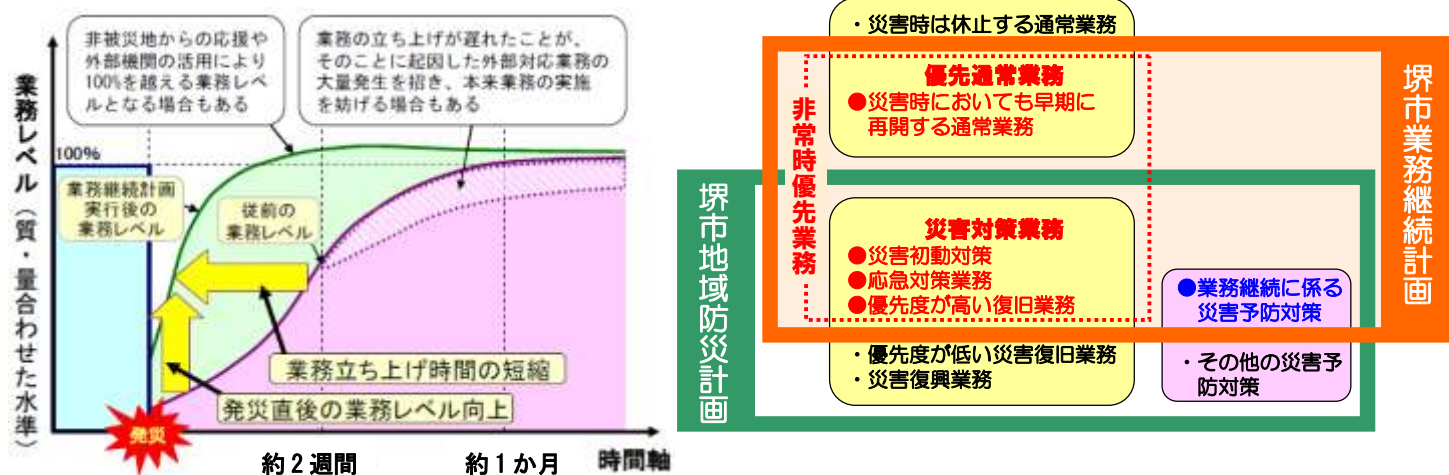 非被災地からの応援や
外部機関の活用により
100%を越える業務レベ
ルとなる場合もある
業務の立ち上げが遅れたことが、
そのことに起因した外部対応業務の
大量発生を招き、本来業務の実施
を妨げる場合もある
業務レベル（質・量合わせた水準）
100%
業務継続計画
実行後の
業務レベル
従前の
業務レベル
業務立ち上げ時間の短縮
発災直後の業務レベル向上
発災
約２週間
約１か月
時間軸
・災害時は休止する通常業務
優先通常業務
●災害時においても早期に
再開する通常業務
非常時優先業務
災害対策業務
●災害初動対策
●応急対策業務
●優先度が高い復旧業務
・優先度が低い災害復旧業務
・災害復興業務
●業務継続に係る
災害予防対策
・その他の災害予
防対策
堺市地域防災計画
堺市業務継続計画